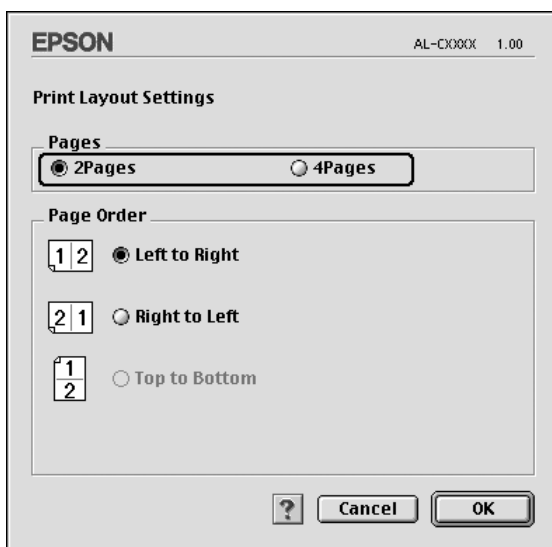 EPSON AL-CXXXX 1.00
Print Layout Settings
Pages
2Pages 4Pages
Page Order
1 2 Left to Right
2 1 Right to Left
1
2 Top to Bottom
? Cancel OK